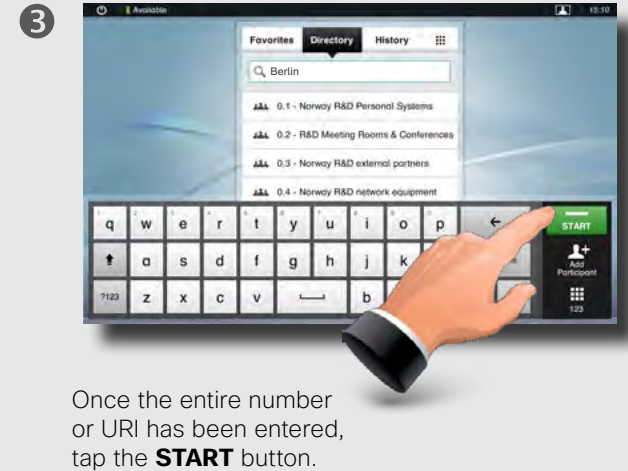 3
Available 15:10
Favorites Directory History
Berlin
0.1 - Norway R&D Personal Systems
0.2 - R&D Meeting Rooms & Conferences
0.3 - Norway R&D external partners
0.4 - Norway R&D network equipment
q w e r t y u i o p ← START
a s d f g h j k Add
Participant
?123 z x c v b 123
Once the entire number
or URI has been entered,
tap the START button.